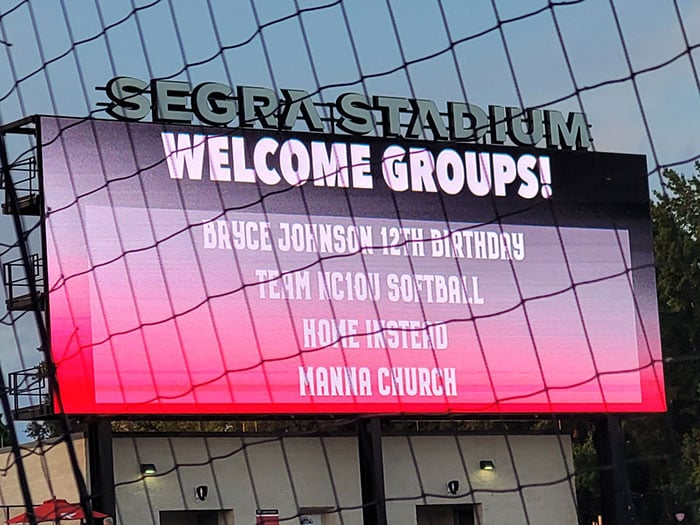 SEGRA STADIUM
WELCOME GROUPS!
BRYCE JOHNSON 12TH BIRTHDAY
TEAM NC10U SOFTBALL
HOME INSTEAD
MANNA CHURCH